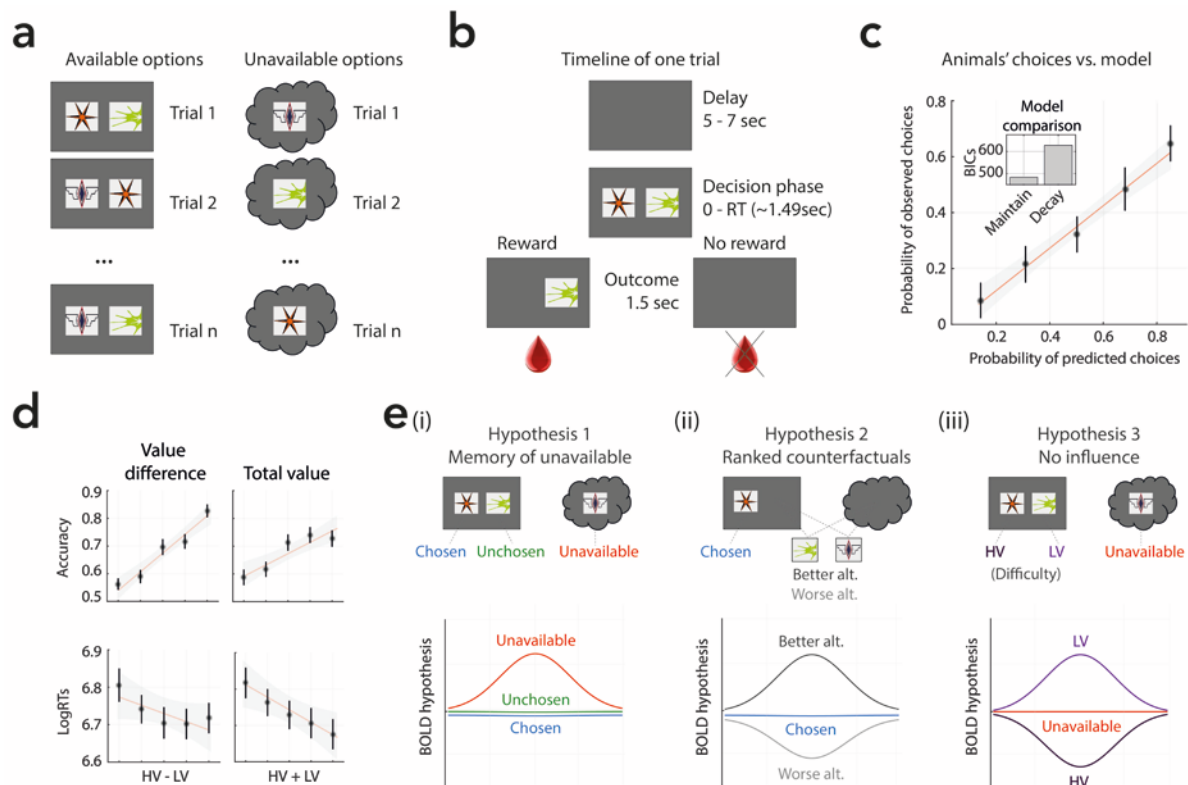 a
Available options
Unavailable options
Trial 1
Trial 1
Trial 2
Trial 2
...
...
Trial n
Trial n
b
Timeline of one trial
Delay
5 - 7 sec
Decision phase
0 - RT (~1.49sec)
Reward
No reward
Outcome
1.5 sec
c
Animals' choices vs. model
Probability of observed choices
0.8
0.6
0.4
0.2
0
Model
comparison
BICs
600
500
Maintain
Decay
0.2
0.4
0.6
0.8
Probability of predicted choices
d
Value
difference
Total value
Accuracy
0.9
0.8
0.7
0.6
0.5
LogRTs
6.9
6.8
6.7
6.6
HV - LV
HV + LV
e
(i)
Hypothesis 1
Memory of unavailable
Chosen
Unchosen
Unavailable
BOLD hypothesis
Unavailable
Unchosen
Chosen
(ii)
Hypothesis 2
Ranked counterfactuals
Chosen
Better alt.
Worse alt.
BOLD hypothesis
Better alt.
Chosen
Worse alt.
(iii)
Hypothesis 3
No influence
HV
LV
Unavailable
(Difficulty)
BOLD hypothesis
LV
Unavailable
HV